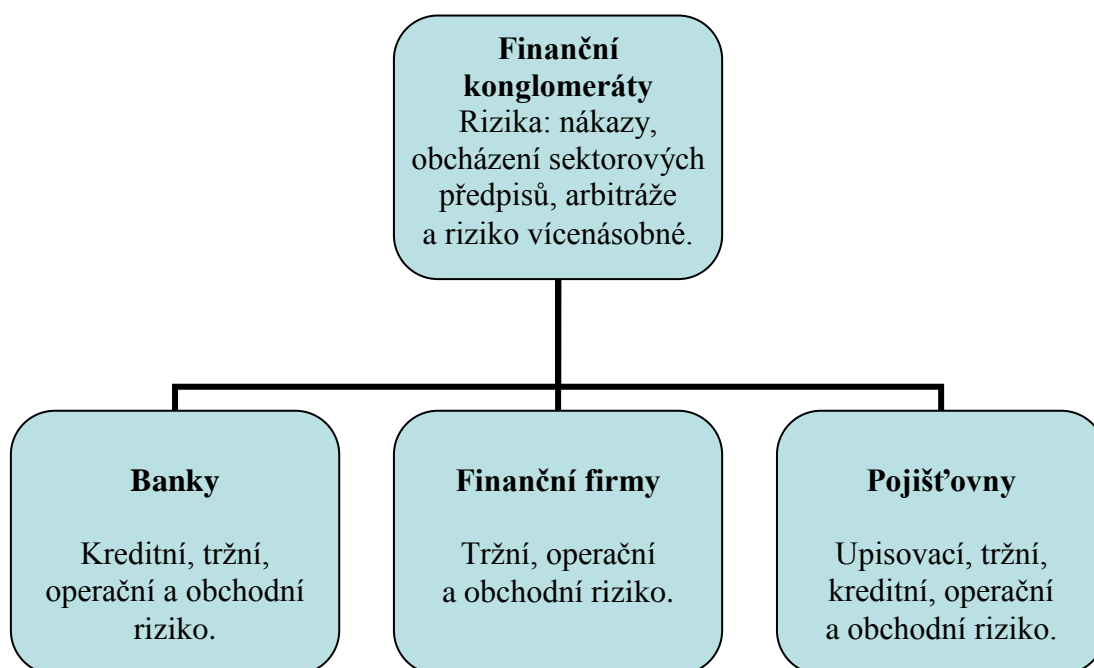 Finanční
konglomeráty
Rizika: nákazy,
obcházení sektorových
předpisů, arbitráže
a riziko vícenásobné.
Banky
Kreditní, tržní,
operační a obchodní
riziko.
Finanční firmy
Tržní, operační
a obchodní riziko.
Pojišťovny
Upisovací, tržní,
kreditní, operační
a obchodní riziko.